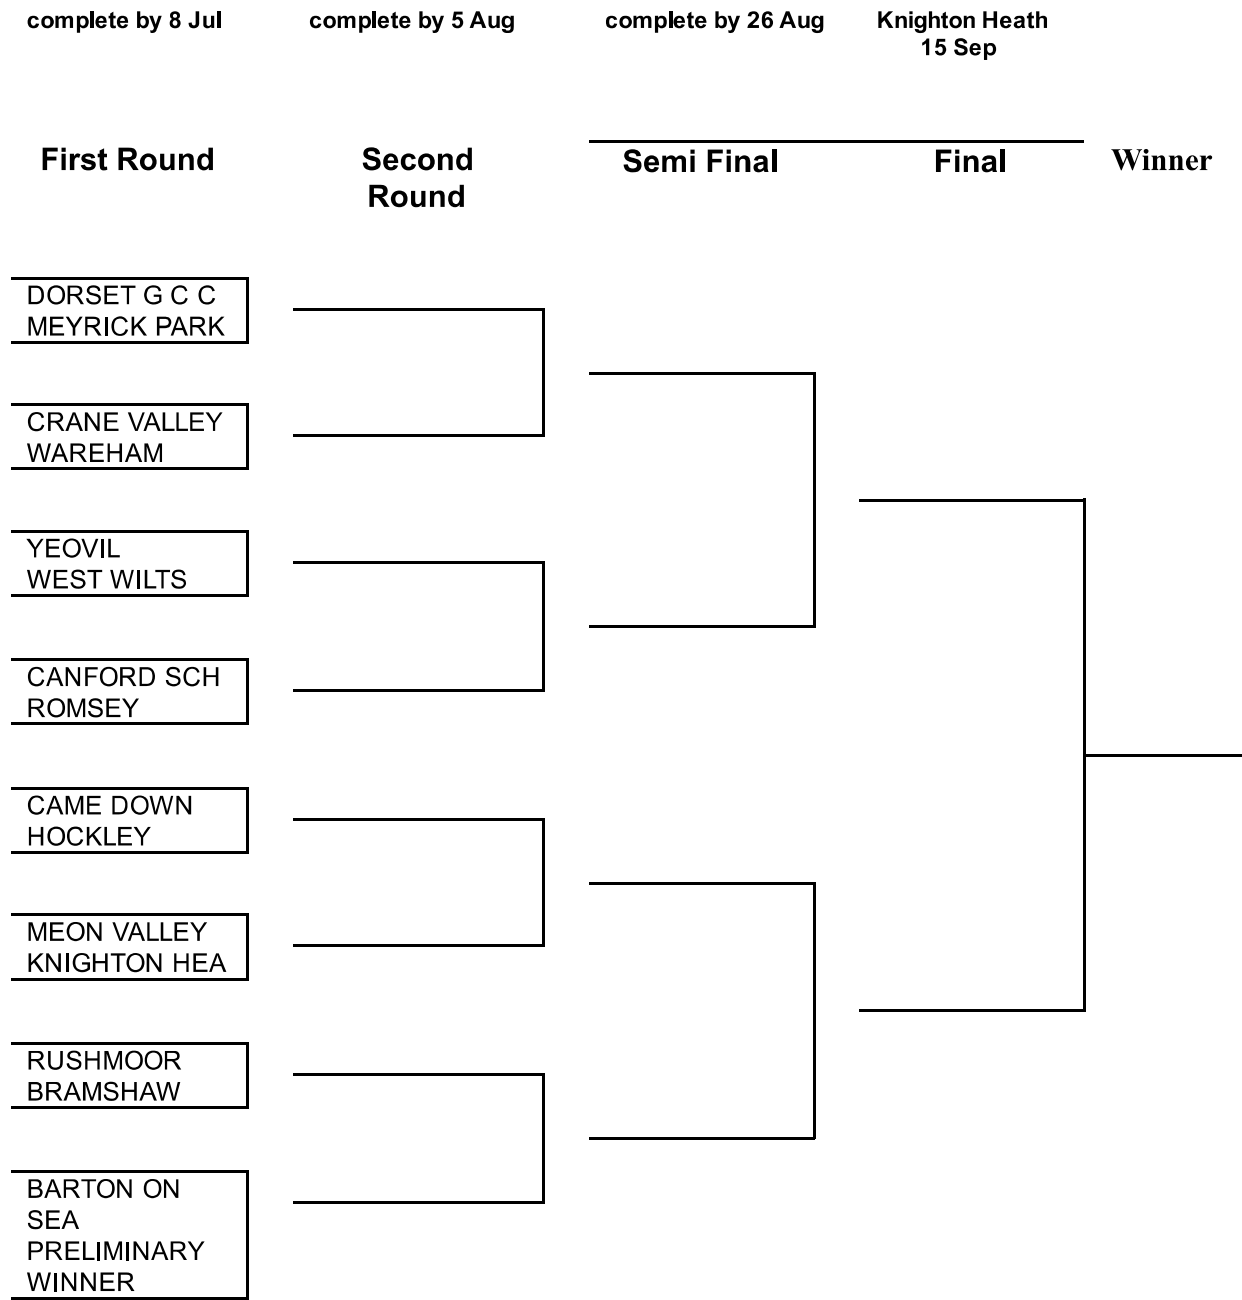 complete by 8 Jul
complete by 5 Aug
complete by 26 Aug
Knighton Heath
15 Sep
First Round
Second
Round
Semi Final
Final
Winner
DORSET G C C
MEYRICK PARK
CRANE VALLEY
WAREHAM
YEOVIL
WEST WILTS
CANFORD SCH
ROMSEY
CAME DOWN
HOCKLEY
MEON VALLEY
KNIGHTON HEA
RUSHMOOR
BRAMSHAW
BARTON ON
SEA
PRELIMINARY
WINNER